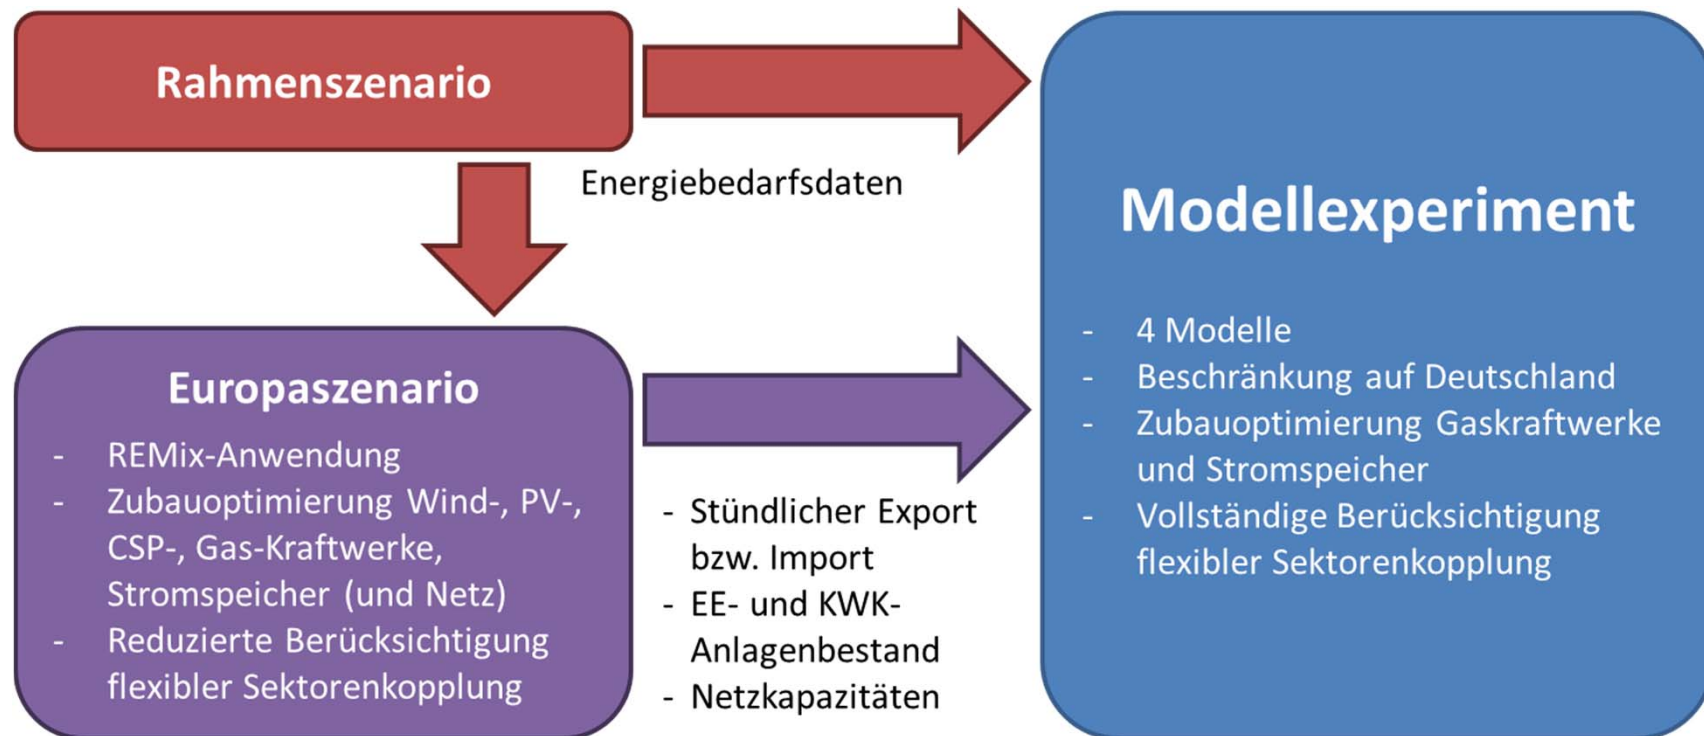 Rahmenszenario
Energiebedarfsdaten
Europaszenario
- REMix-Anwendung
- Zubauoptimierung Wind-, PV-,
CSP-, Gas-Kraftwerke,
Stromspeicher (und Netz)
- Reduzierte Berücksichtigung
flexibler Sektorenkopplung
- Stündlicher Export
bzw. Import
- EE- und KWK-
Anlagenbestand
- Netzkapazitäten
Modellexperiment
- 4 Modelle
- Beschränkung auf Deutschland
- Zubauoptimierung Gaskraftwerke
und Stromspeicher
- Vollständige Berücksichtigung
flexibler Sektorenkopplung